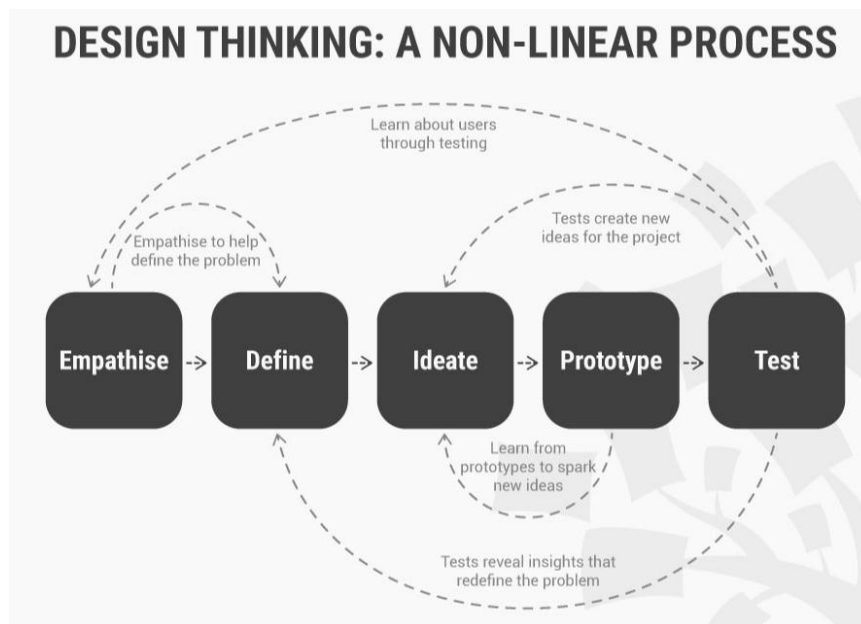 DESIGN THINKING: A NON-LINEAR PROCESS
Learn about users
through testing
Tests create new
ideas for the project
Empathise to help
define the problem
Empathise
Define
Ideate
Prototype
Test
Learn from
prototypes to spark
new ideas
Tests reveal insights that
redefine the problem